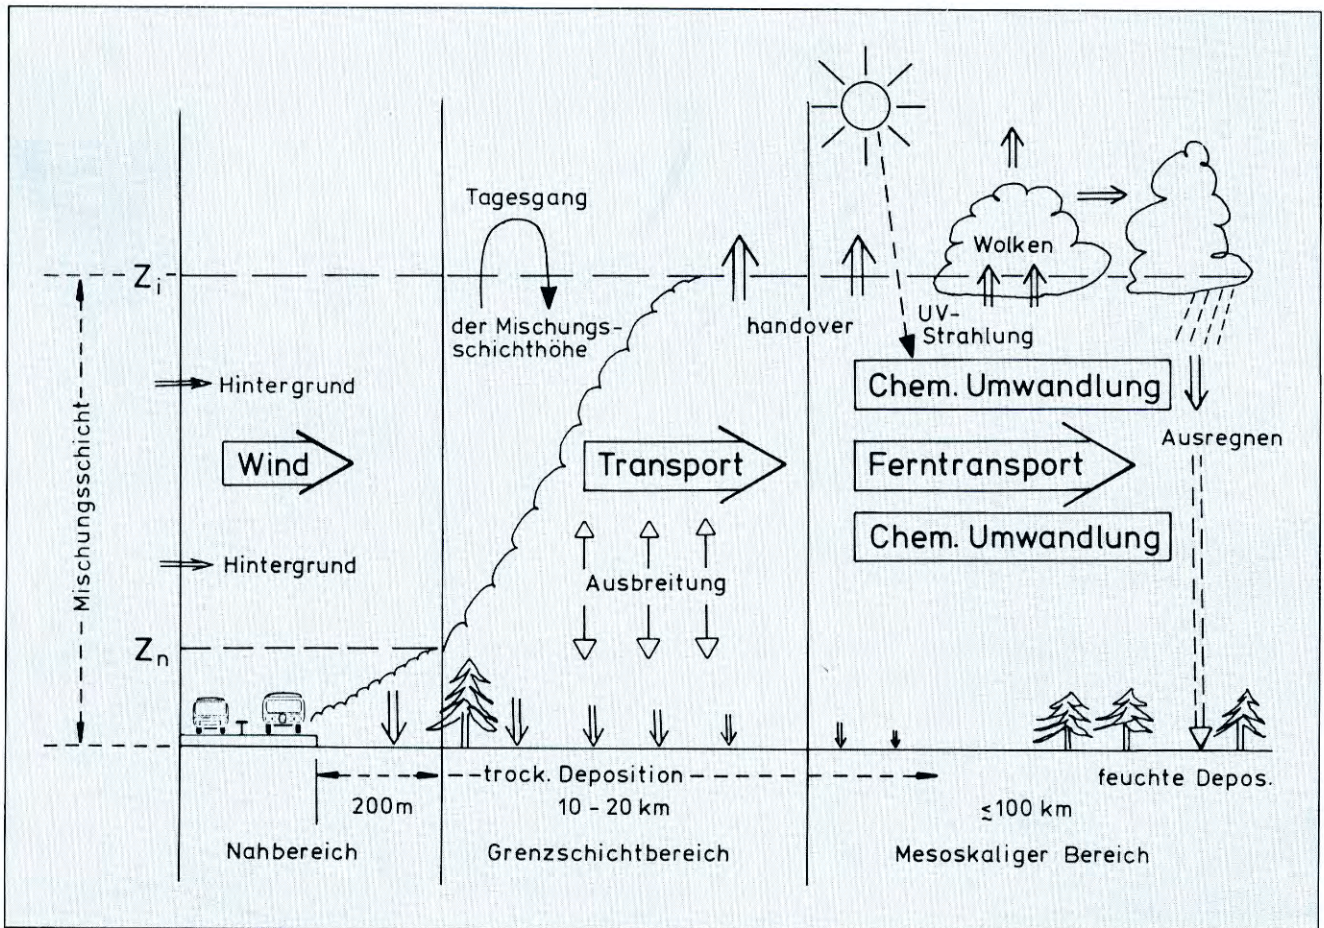 Tagesgang
der Mischungs-
schichthöhe
Z i
Z n
Mischungsschicht
Hintergrund
Wind
Hintergrund
Transport
Ausbreitung
handover
UV-
Strahlung
Wolken
Chem. Umwandlung
Ferntransport
Chem. Umwandlung
Ausregnen
trock. Deposition
feuchte Depos.
200m
10 - 20 km
≤100 km
Nahbereich
Grenzschichtbereich
Mesoskaliger Bereich